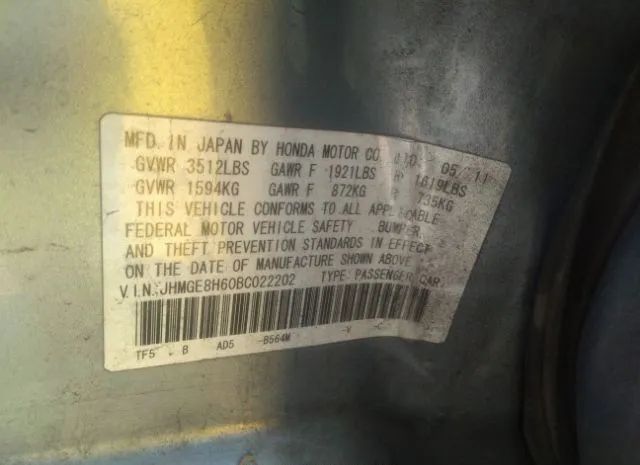 MFD. IN JAPAN BY HONDA MOTOR CO. 05/11
GVWR 3512LBS GAWR F 1921LBS R 1619LBS
GVWR 1594KG GAWR F 872KG R 735KG
THIS VEHICLE CONFORMS TO ALL APPLICABLE
FEDERAL MOTOR VEHICLE SAFETY BUMPER,
AND THEFT PREVENTION STANDARDS IN EFFECT
ON THE DATE OF MANUFACTURE SHOWN ABOVE
V.I.N.:JHMGE8H60BC022202 TYPE:PASSENGER CAR
TF5 - B AD5 -B564M -V -C